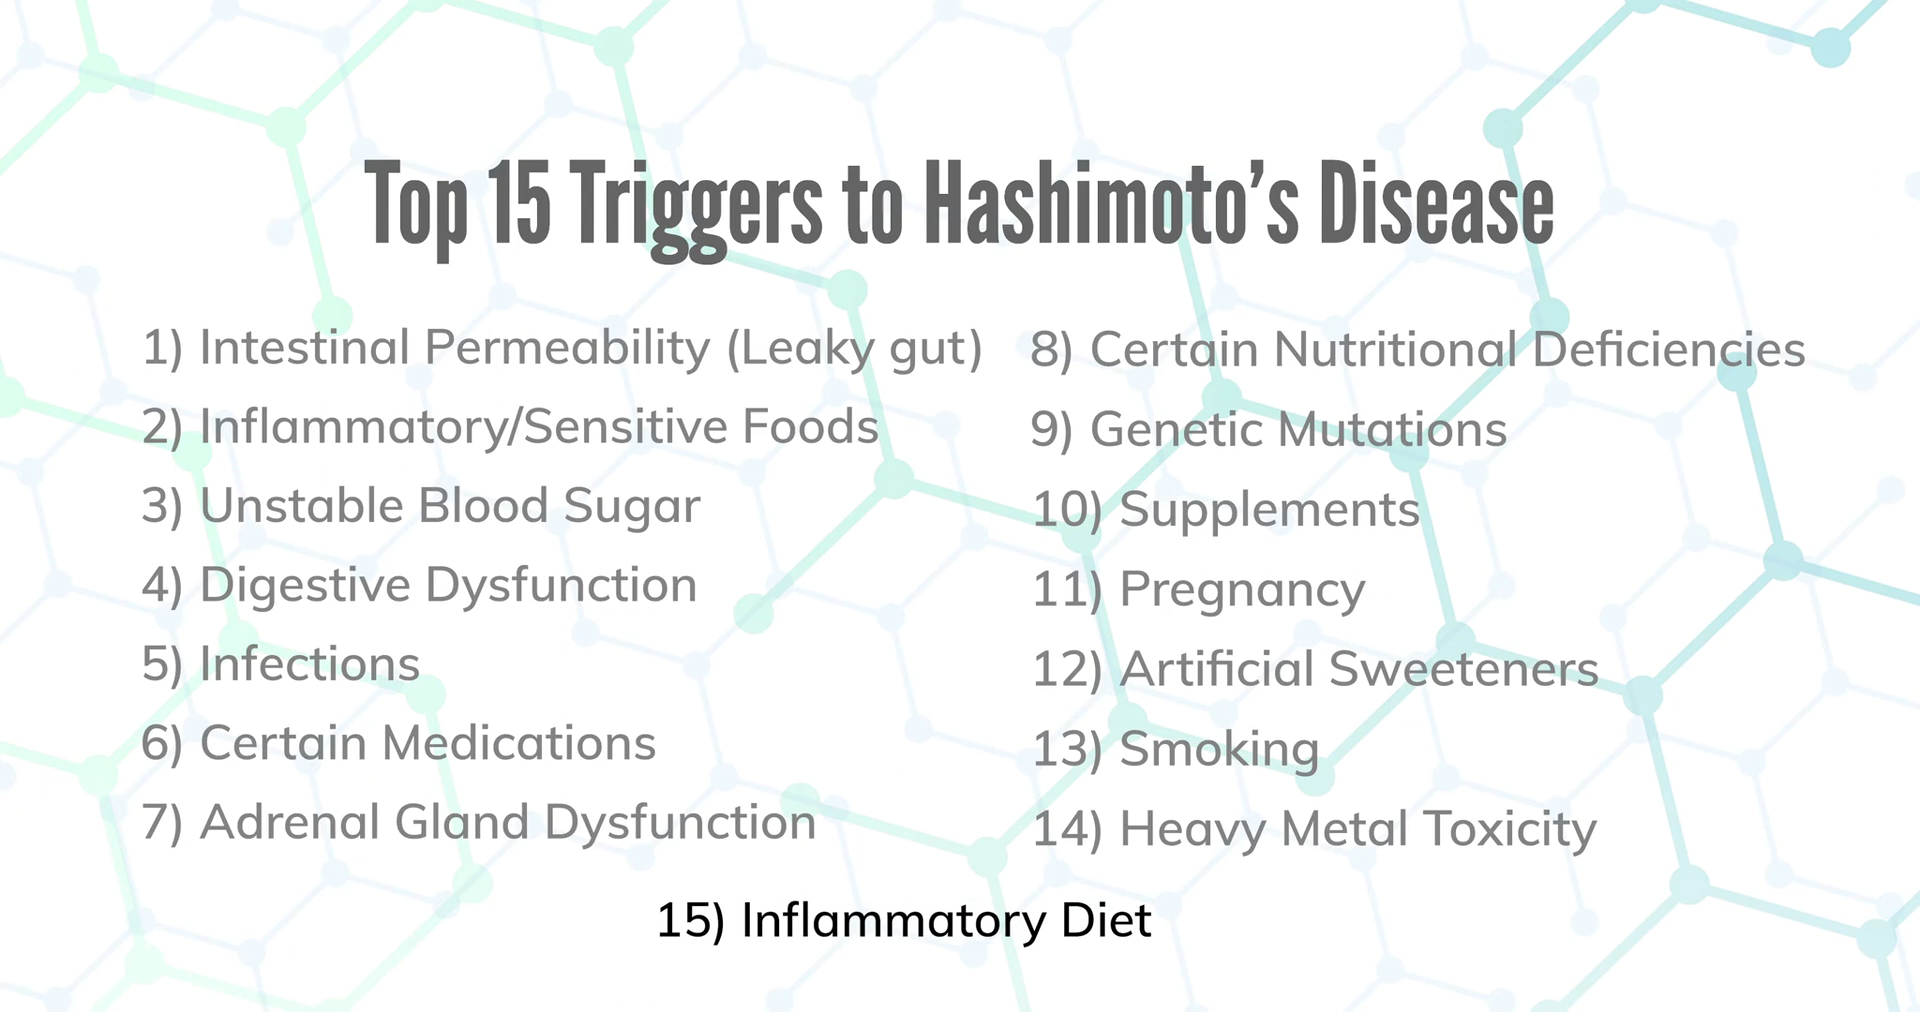 Top 15 Triggers to Hashimoto’s Disease
1) Intestinal Permeability (Leaky gut)
2) Inflammatory/Sensitive Foods
3) Unstable Blood Sugar
4) Digestive Dysfunction
5) Infections
6) Certain Medications
7) Adrenal Gland Dysfunction
8) Certain Nutritional Deficiencies
9) Genetic Mutations
10) Supplements
11) Pregnancy
12) Artificial Sweeteners
13) Smoking
14) Heavy Metal Toxicity
15) Inflammatory Diet